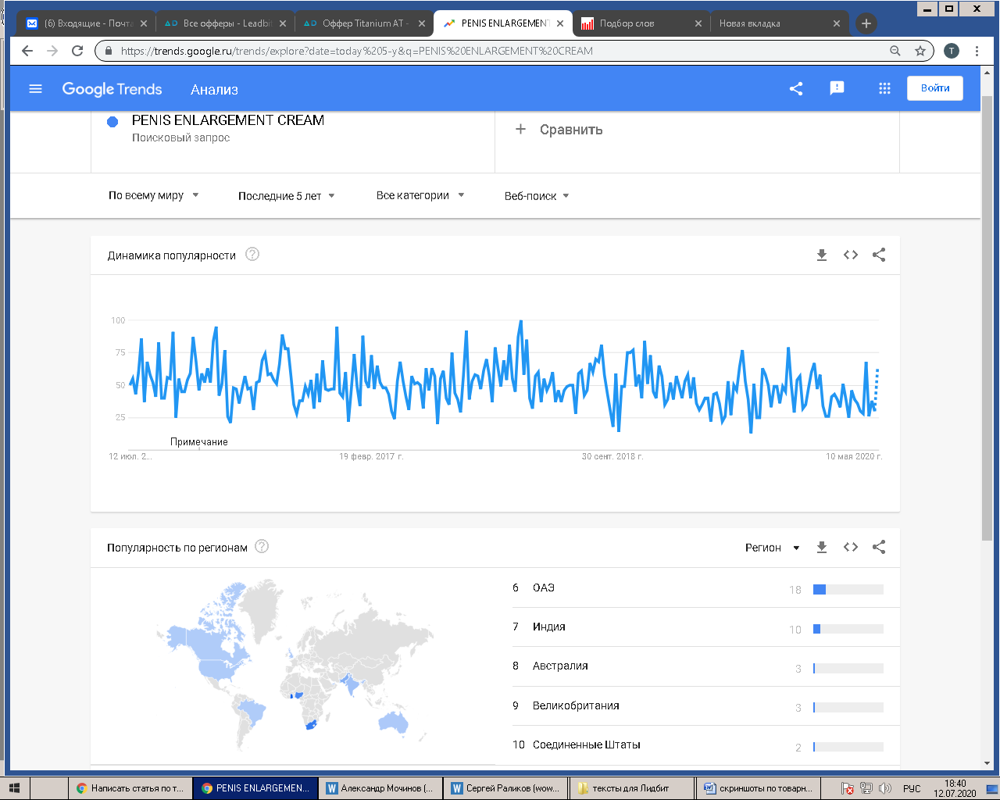 (6) Входящие - Почта
Все офферы - Leadbit
Оффер Titanium AT -
PENIS ENLARGEMENT
Подбор слов
Новая вкладка
https://trends.google.ru/trends/explore?date=today%205-y&q=PENIS%20ENLARGEMENT%20CREAM
T
Google Trends
Анализ
Войти
PENIS ENLARGEMENT CREAM
Поисковый запрос
+ Сравнить
По всему миру
Последние 5 лет
Все категории
Веб-поиск
Динамика популярности
100
75
50
25
Примечание
12 июл. 2...
19 февр. 2017 г.
30 сент. 2018 г.
10 мая 2020 г.
Популярность по регионам
Регион
6 ОАЭ 18
7 Индия 10
8 Австралия 3
9 Великобритания 3
10 Соединенные Штаты 2
Написать статья по т...
PENIS ENLARGEMEN...
Александр Мочинов (...
Сергей Раликов (wow...
тексты для Лидбит
скриншоты по товарн...
РУС
18:40
12.07.2020